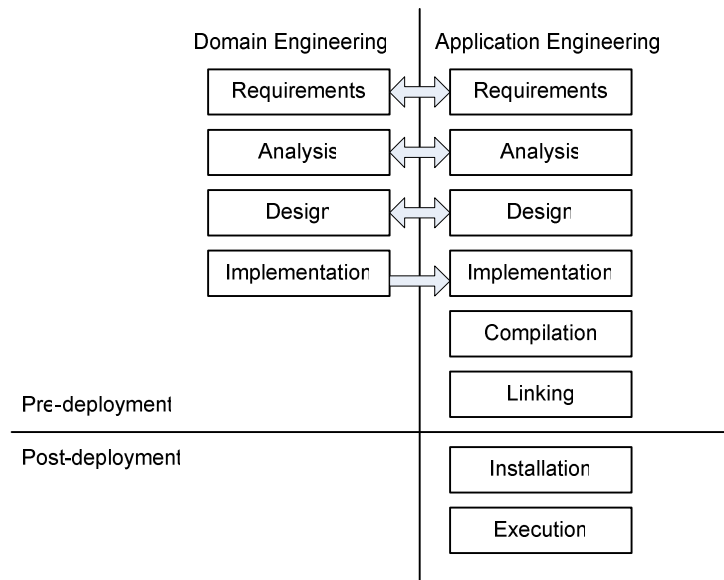 Domain Engineering
Application Engineering
Requirements
Requirements
Analysis
Analysis
Design
Design
Implementation
Implementation
Compilation
Linking
Pre-deployment
Post-deployment
Installation
Execution